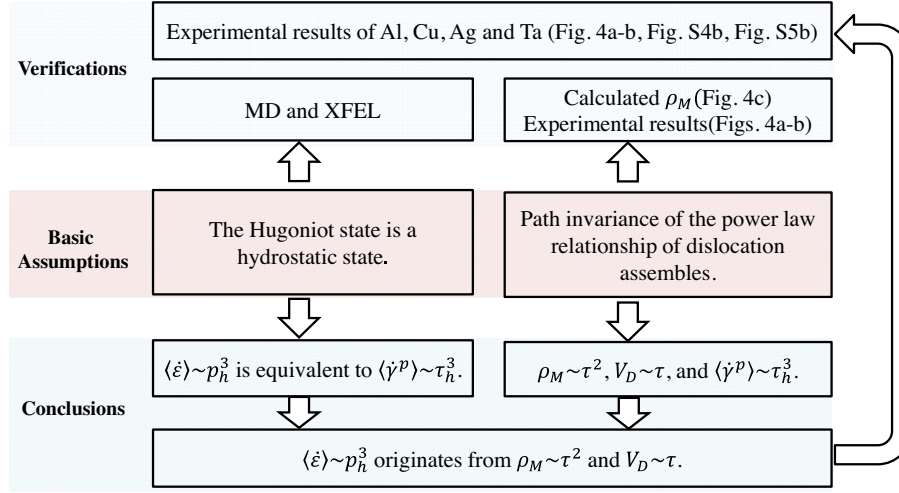 Experimental results of Al, Cu, Ag and Ta (Fig. 4a-b, Fig. S4b, Fig. S5b)
Verifications
MD and XFEL
Calculated ρ_M(Fig. 4c)
Experimental results(Figs. 4a-b)
Basic
Assumptions
The Hugoniot state is a
hydrostatic state.
Path invariance of the power law
relationship of dislocation
assembles.
Conclusions
⟨ε̇⟩~p_h^3 is equivalent to ⟨γ̇^p⟩~τ_h^3.
ρ_M~τ^2, V_D~τ, and ⟨γ̇^p⟩~τ_h^3.
⟨ε̇⟩~p_h^3 originates from ρ_M~τ^2 and V_D~τ.